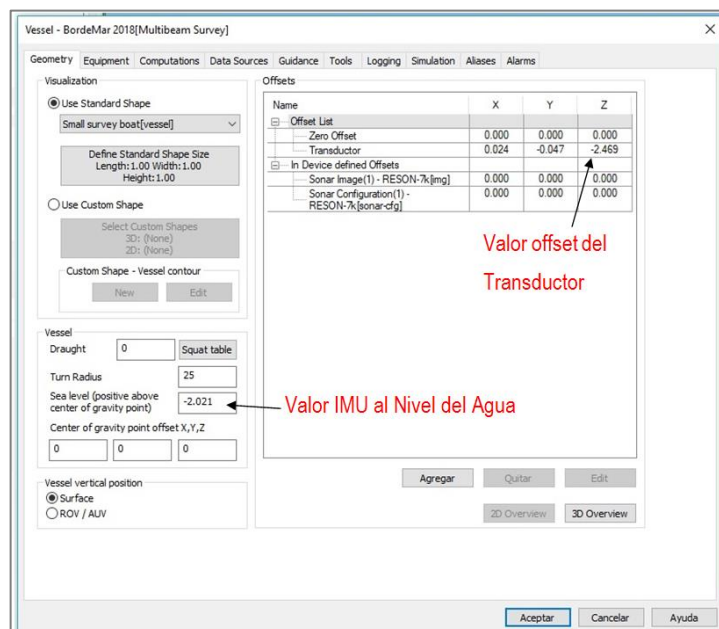 Vessel - BordeMar 2018[Multibeam Survey]
Geometry Equipment Computations Data Sources Guidance Tools Logging Simulation Aliases Alarms
Visualization
Use Standard Shape
Small survey boat[vessel]
Define Standard Shape Size
Length:1.00 Width:1.00
Height:1.00
Use Custom Shape
Select Custom Shapes
3D: (None)
2D: (None)
Custom Shape - Vessel contour
New Edit
Vessel
Draught 0 Squat table
Turn Radius 25
Sea level (positive above
center of gravity point) -2.021
Center of gravity point offset X,Y,Z
0 0 0
Vessel vertical position
Surface
ROV / AUV
Offsets
Name X Y Z
Offset List
Zero Offset 0.000 0.000 0.000
Transductor 0.024 -0.047 -2.469
In Device defined Offsets
Sonar Image(1) - RESON-7k[img] 0.000 0.000 0.000
Sonar Configuration(1) - 0.000 0.000 0.000
RESON-7k[sonar-cfg]
Valor offset del
Transductor
Valor IMU al Nivel del Agua
Agregar Quitar Edit
2D Overview 3D Overview
Aceptar Cancelar Ayuda